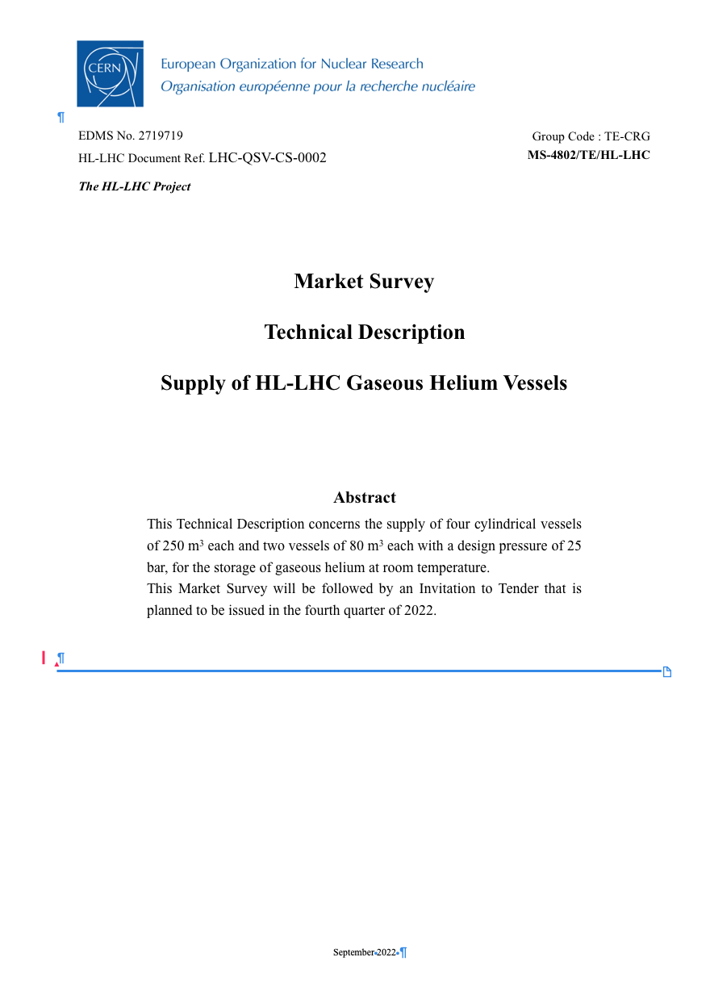 CERN
European Organization for Nuclear Research
Organisation européenne pour la recherche nucléaire
¶
EDMS No. 2719719
Group Code : TE-CRG
HL-LHC Document Ref. LHC-QSV-CS-0002
MS-4802/TE/HL-LHC
The HL-LHC Project
Market Survey
Technical Description
Supply of HL-LHC Gaseous Helium Vessels
Abstract
This Technical Description concerns the supply of four cylindrical vessels
of 250 m³ each and two vessels of 80 m³ each with a design pressure of 25
bar, for the storage of gaseous helium at room temperature.
This Market Survey will be followed by an Invitation to Tender that is
planned to be issued in the fourth quarter of 2022.
¶
September•2022•¶